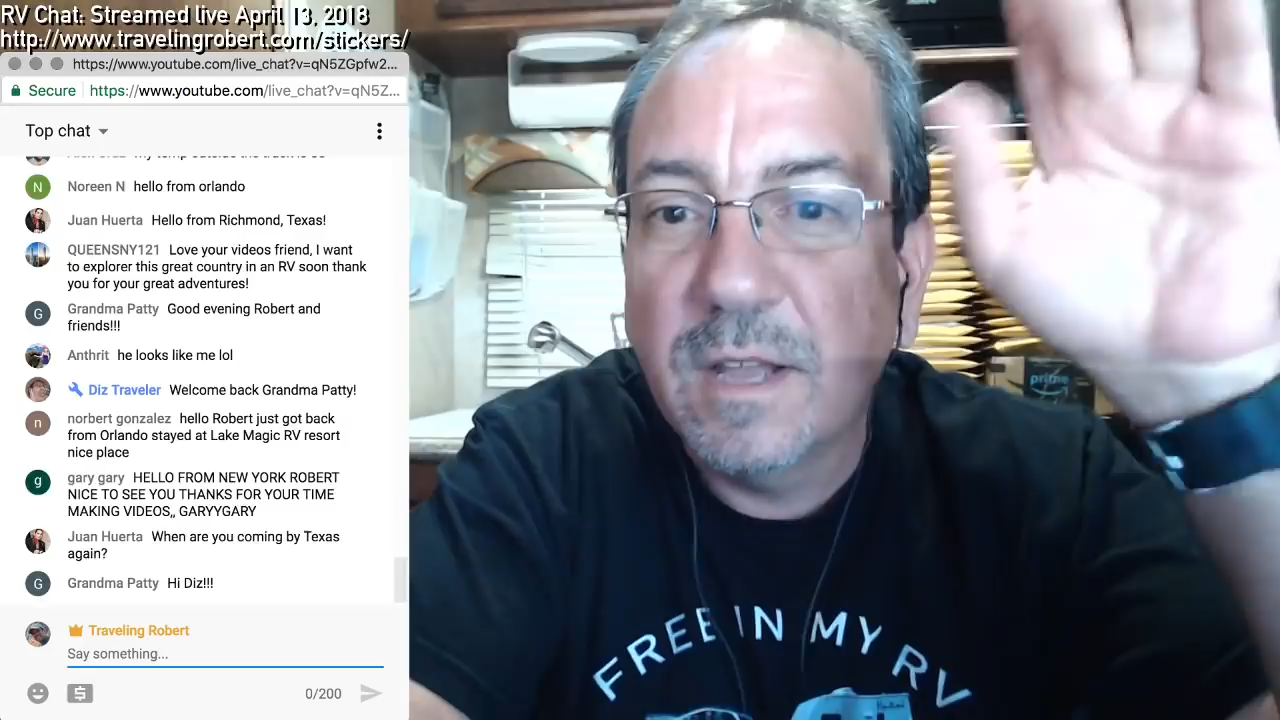 RV Chat: Streamed live April 13, 2018
http://www.travelingrobert.com/stickers/
https://www.youtube.com/live_chat?v=qN5ZGpfw2...
Secure https://www.youtube.com/live_chat?v=qN5Z...
Top chat
Noreen N hello from orlando
Juan Huerta Hello from Richmond, Texas!
QUEENSNY121 Love your videos friend, I want
to explorer this great country in an RV soon thank
you for your great adventures!
G
Grandma Patty Good evening Robert and
friends!!!
Anthrit he looks like me lol
Diz Traveler Welcome back Grandma Patty!
n
norbert gonzalez hello Robert just got back
from Orlando stayed at Lake Magic RV resort
nice place
g
gary gary HELLO FROM NEW YORK ROBERT
NICE TO SEE YOU THANKS FOR YOUR TIME
MAKING VIDEOS,, GARYYGARY
Juan Huerta When are you coming by Texas
again?
G
Grandma Patty Hi Diz!!!
Traveling Robert
Say something...
0/200
prime
FREE IN MY RV